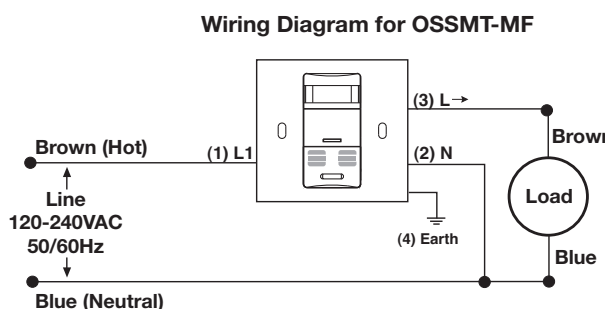 Wiring Diagram for OSSMT-MF
(3) L→
Brown
Brown (Hot)
(1) L1
(2) N
Line
120-240VAC
50/60Hz
Load
(4) Earth
Blue
Blue (Neutral)